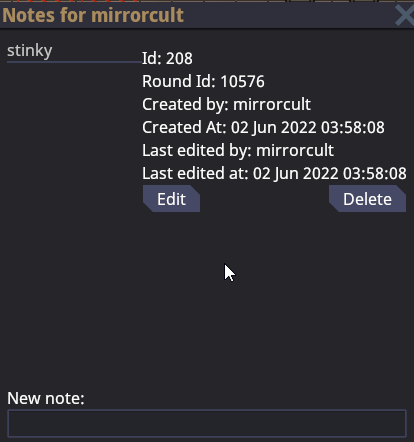 Notes for mirrorcult
stinky
Id: 208
Round Id: 10576
Created by: mirrorcult
Created At: 02 Jun 2022 03:58:08
Last edited by: mirrorcult
Last edited at: 02 Jun 2022 03:58:08
Edit
Delete
New note: